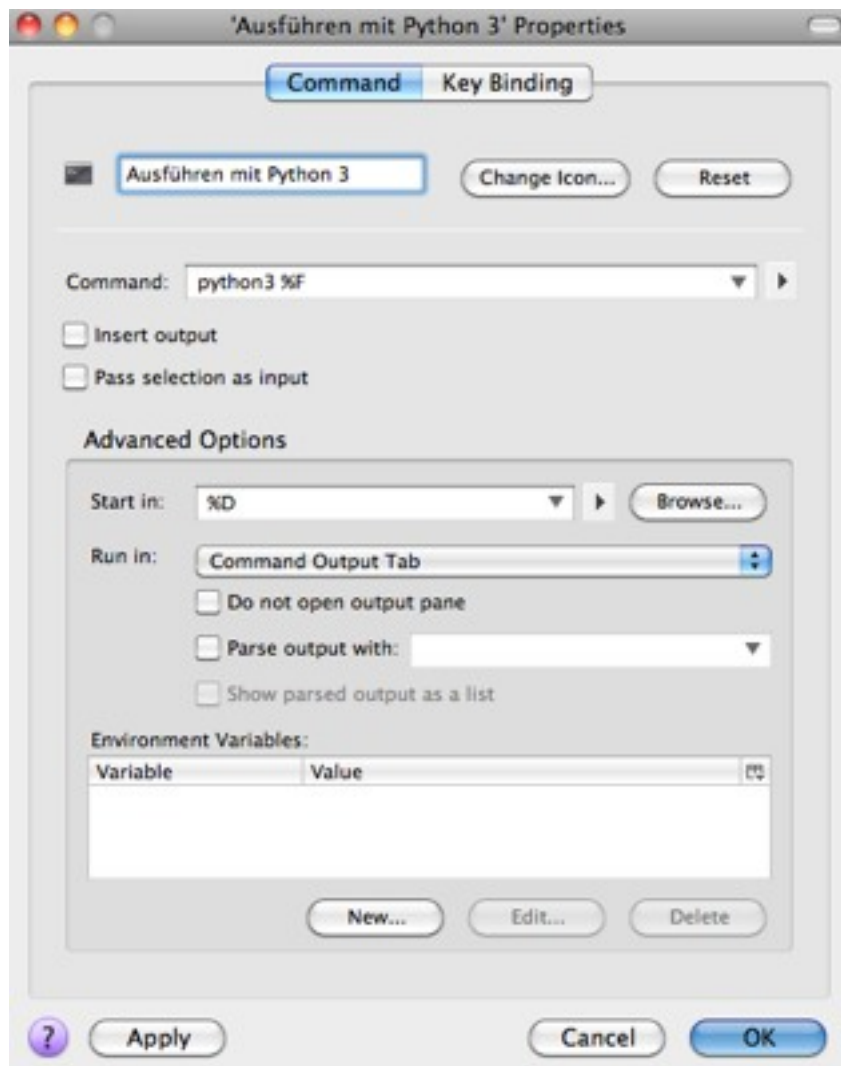 'Ausführen mit Python 3' Properties
Command Key Binding
Ausführen mit Python 3 Change Icon... Reset
Command: python3 %F
Insert output
Pass selection as input
Advanced Options
Start in: %D Browse...
Run in: Command Output Tab
Do not open output pane
Parse output with:
Show parsed output as a list
Environment Variables:
Variable Value
New... Edit... Delete
? Apply Cancel OK